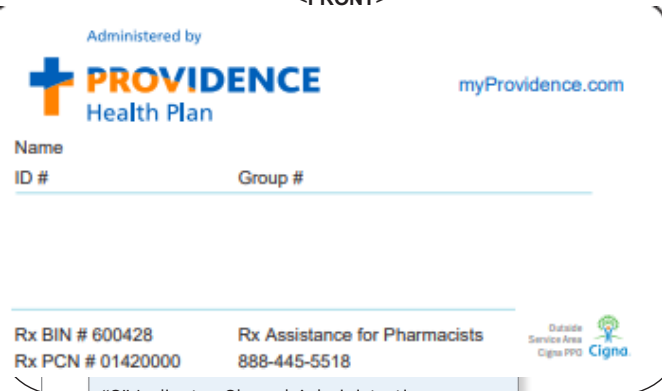 <FRONT>
Administered by
PROVIDENCE
Health Plan
myProvidence.com
Name
ID #
Group #
Rx BIN # 600428
Rx Assistance for Pharmacists
Rx PCN # 01420000
888-445-5518
Outside
Service Area
Cigna PPO
Cigna.